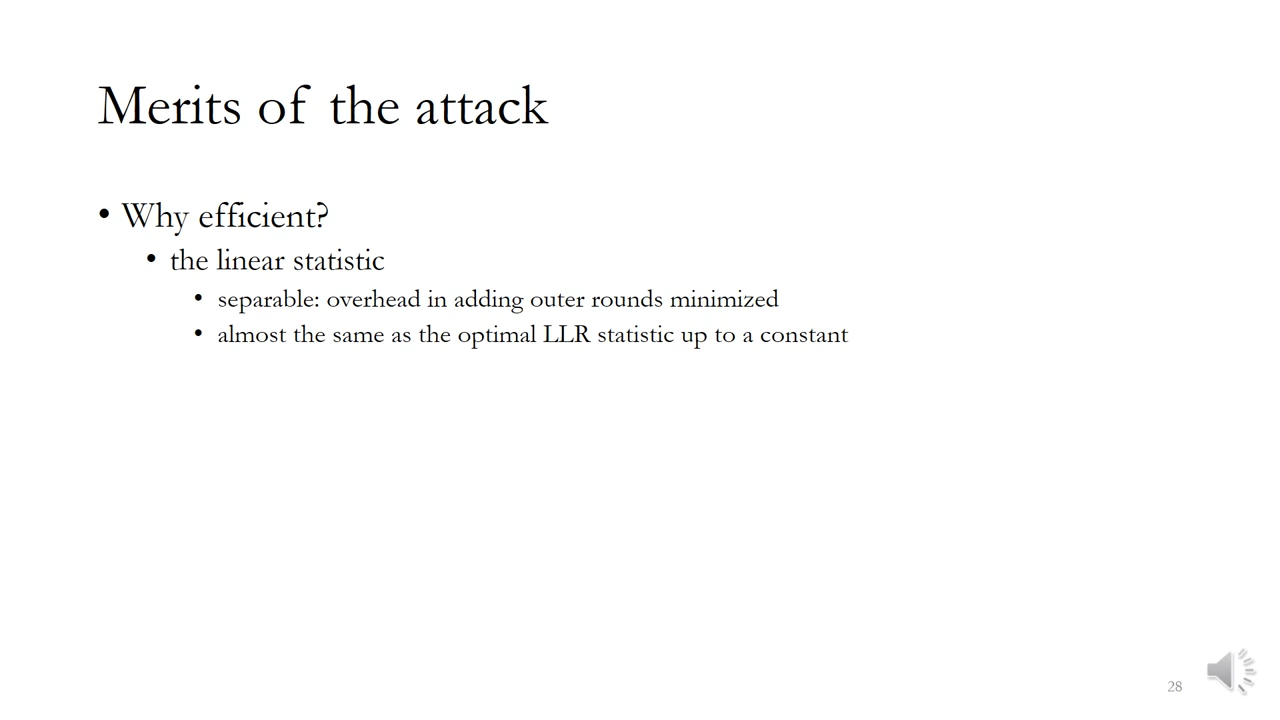 Merits of the attack
• Why efficient?
• the linear statistic
• separable: overhead in adding outer rounds minimized
• almost the same as the optimal LLR statistic up to a constant
28